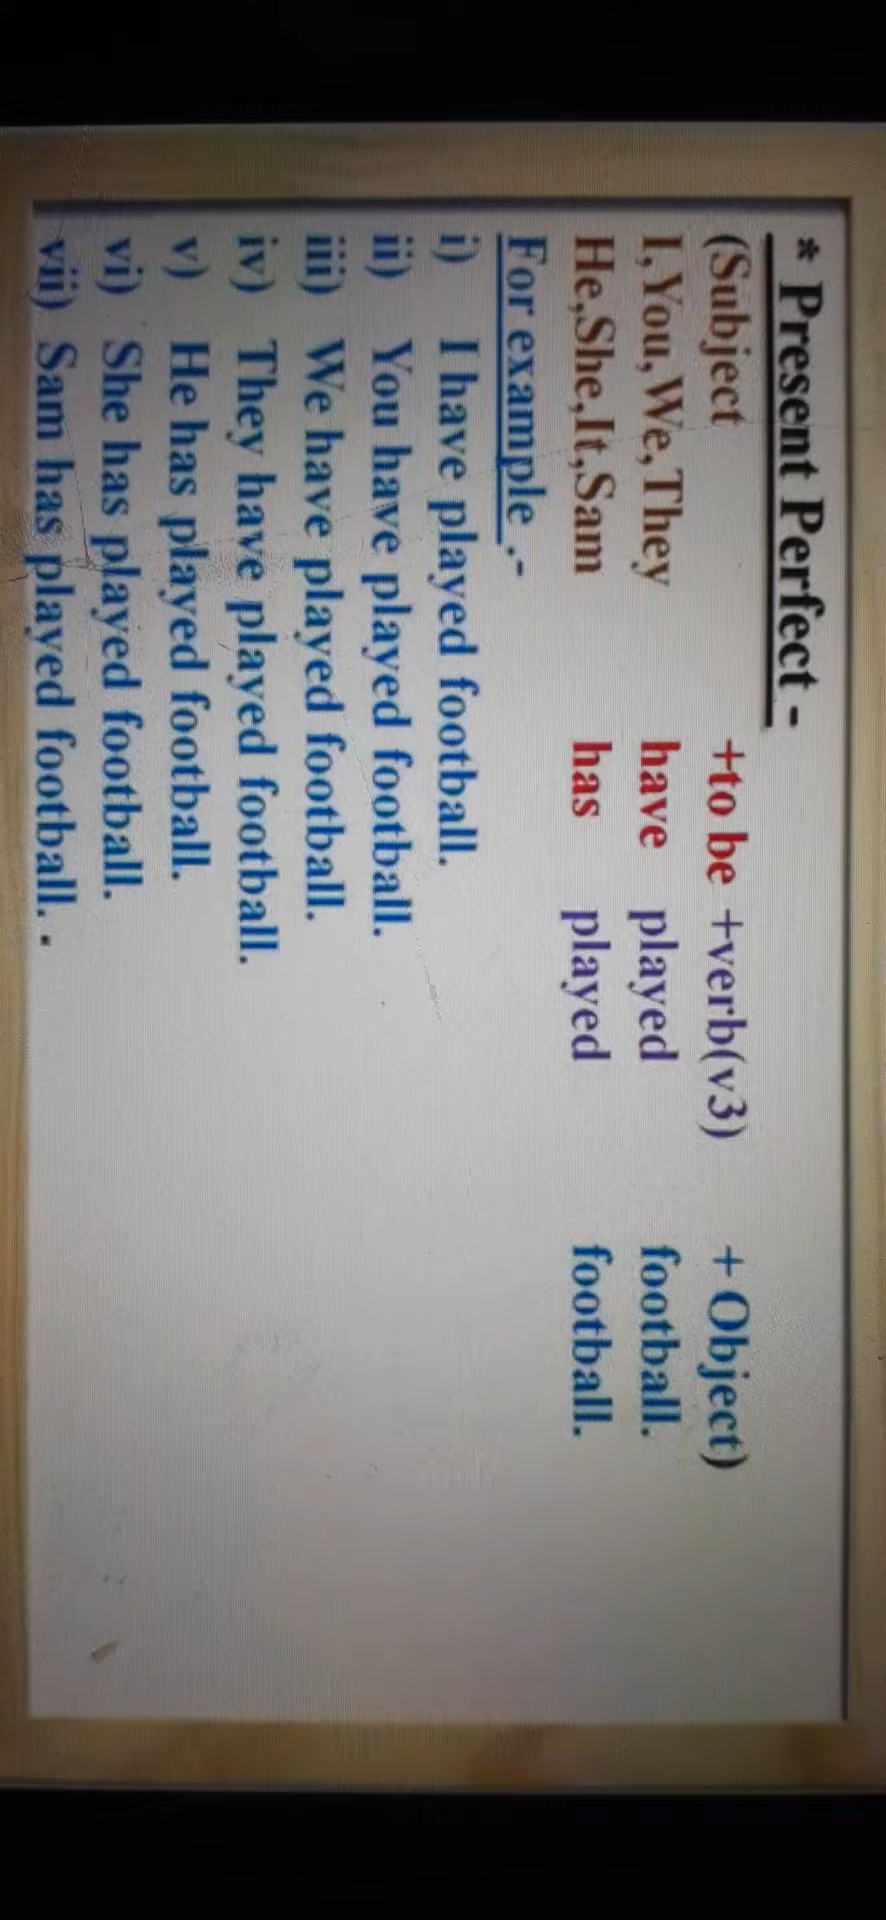 * Present Perfect -
(Subject +to be +verb(v3) + Object)
I,You,We,They have played football.
He,She,It,Sam has played football.
For example .-
i) I have played football.
ii) You have played football.
iii) We have played football.
iv) They have played football.
v) He has played football.
vi) She has played football.
vii) Sam has played football. -